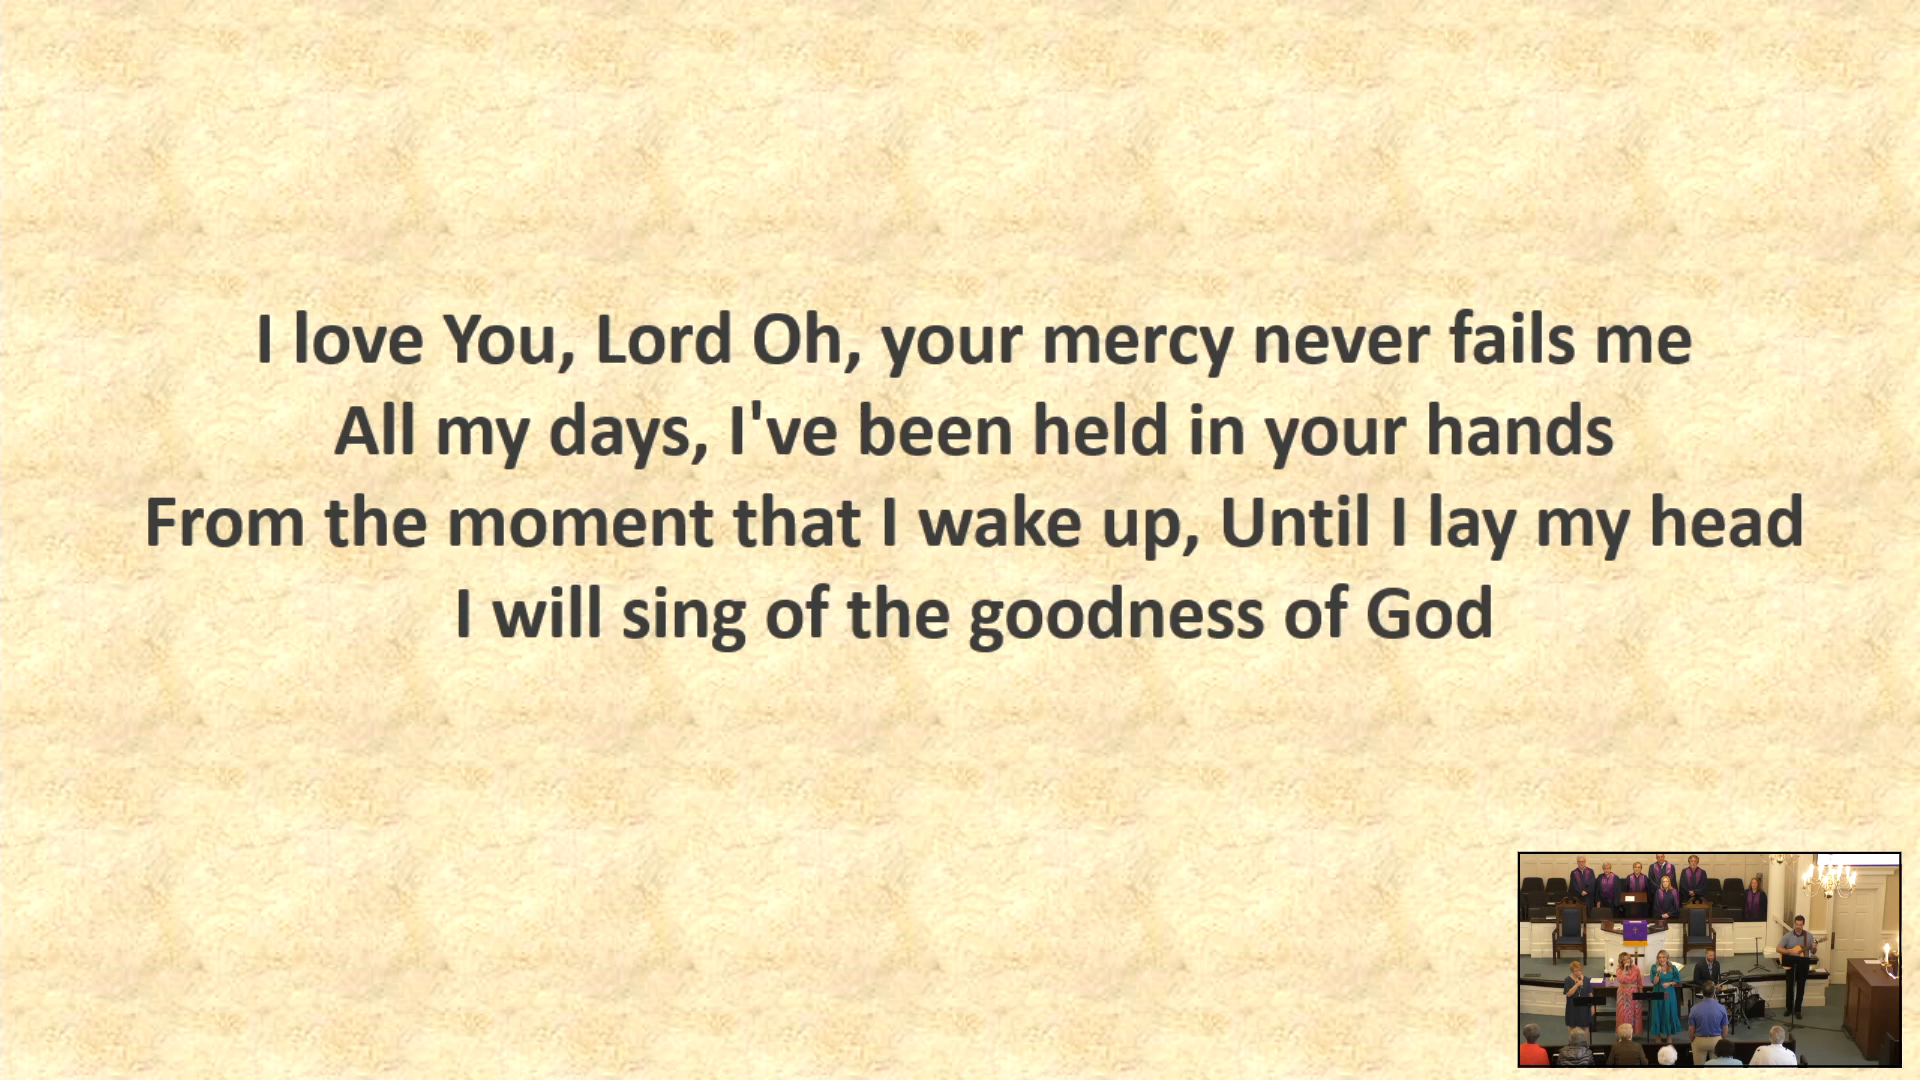 I love You, Lord Oh, your mercy never fails me
All my days, I've been held in your hands
From the moment that I wake up, Until I lay my head
I will sing of the goodness of God